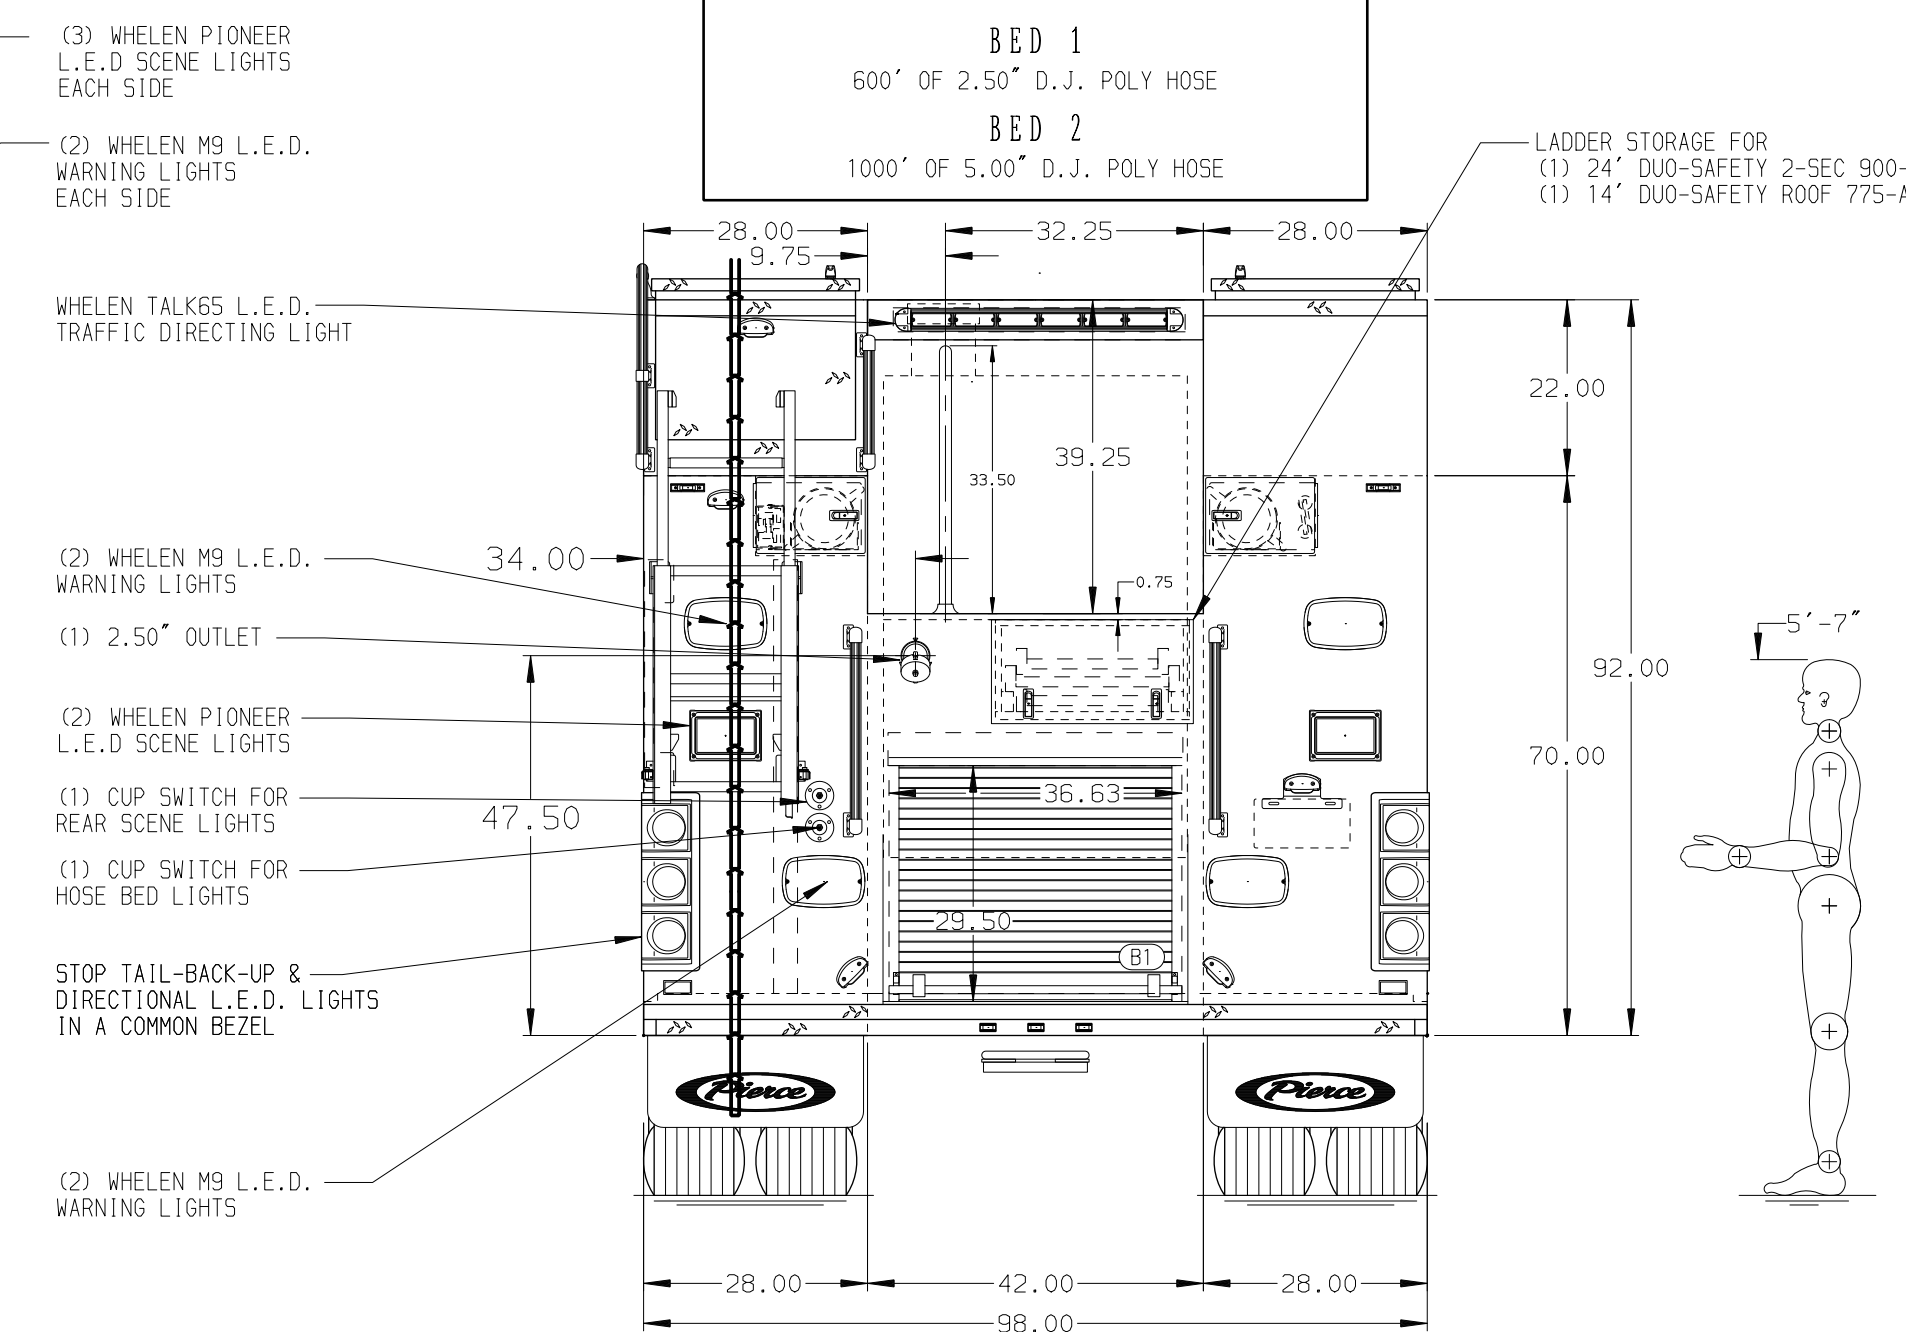 (3) WHELEN PIONEER
L.E.D SCENE LIGHTS
EACH SIDE
(2) WHELEN M9 L.E.D.
WARNING LIGHTS
EACH SIDE
BED 1
600' OF 2.50" D.J. POLY HOSE
BED 2
1000' OF 5.00" D.J. POLY HOSE
LADDER STORAGE FOR
(1) 24' DUO-SAFETY 2-SEC 900-
(1) 14' DUO-SAFETY ROOF 775-A
28.00
32.25
28.00
9.75
WHELEN TALK65 L.E.D.
TRAFFIC DIRECTING LIGHT
22.00
39.25
33.50
(2) WHELEN M9 L.E.D.
WARNING LIGHTS
34.00
0.75
(1) 2.50" OUTLET
5'-7"
92.00
(2) WHELEN PIONEER
L.E.D SCENE LIGHTS
70.00
(1) CUP SWITCH FOR
REAR SCENE LIGHTS
36.63
47.50
(1) CUP SWITCH FOR
HOSE BED LIGHTS
29.50
B1
STOP TAIL-BACK-UP &
DIRECTIONAL L.E.D. LIGHTS
IN A COMMON BEZEL
Pierce
Pierce
(2) WHELEN M9 L.E.D.
WARNING LIGHTS
28.00
42.00
28.00
98.00